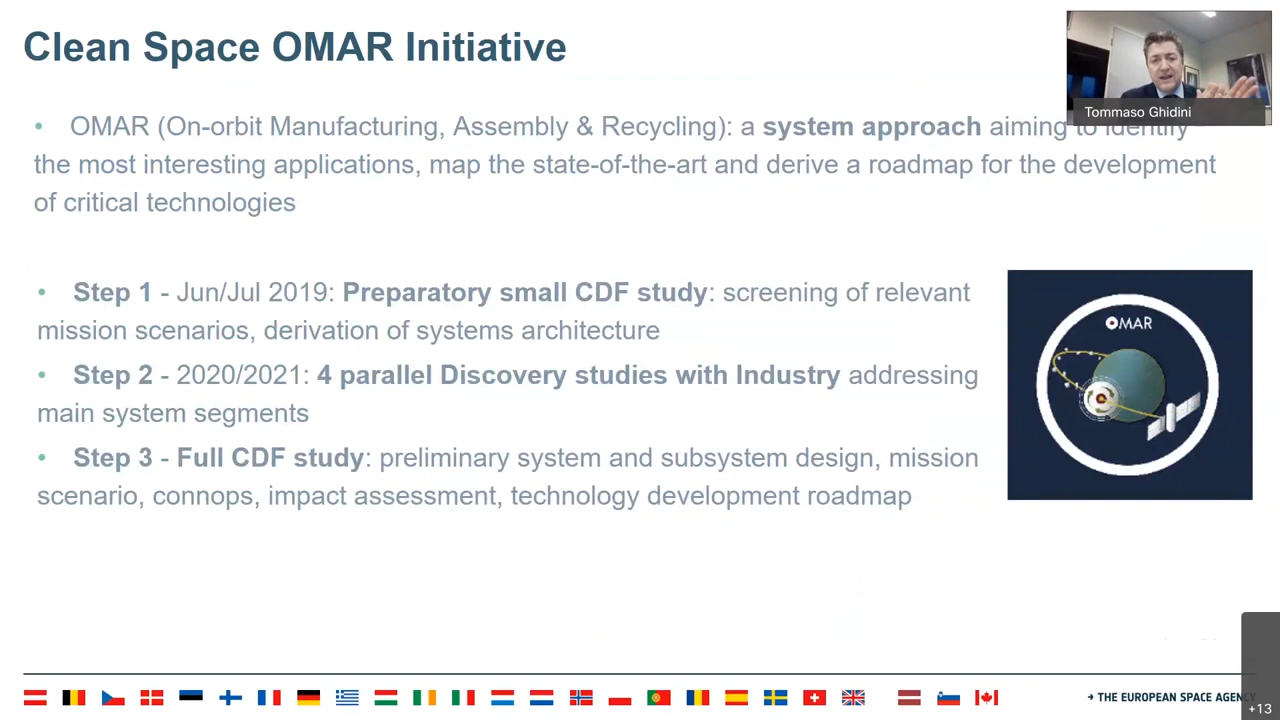 Clean Space OMAR Initiative
Tommaso Ghidini
• OMAR (On-orbit Manufacturing, Assembly & Recycling): a system approach aiming to identify
the most interesting applications, map the state-of-the-art and derive a roadmap for the development
of critical technologies
• Step 1 - Jun/Jul 2019: Preparatory small CDF study: screening of relevant
mission scenarios, derivation of systems architecture
• Step 2 - 2020/2021: 4 parallel Discovery studies with Industry addressing
main system segments
• Step 3 - Full CDF study: preliminary system and subsystem design, mission
scenario, connops, impact assessment, technology development roadmap
OMAR
→ THE EUROPEAN SPACE AGENCY
+13